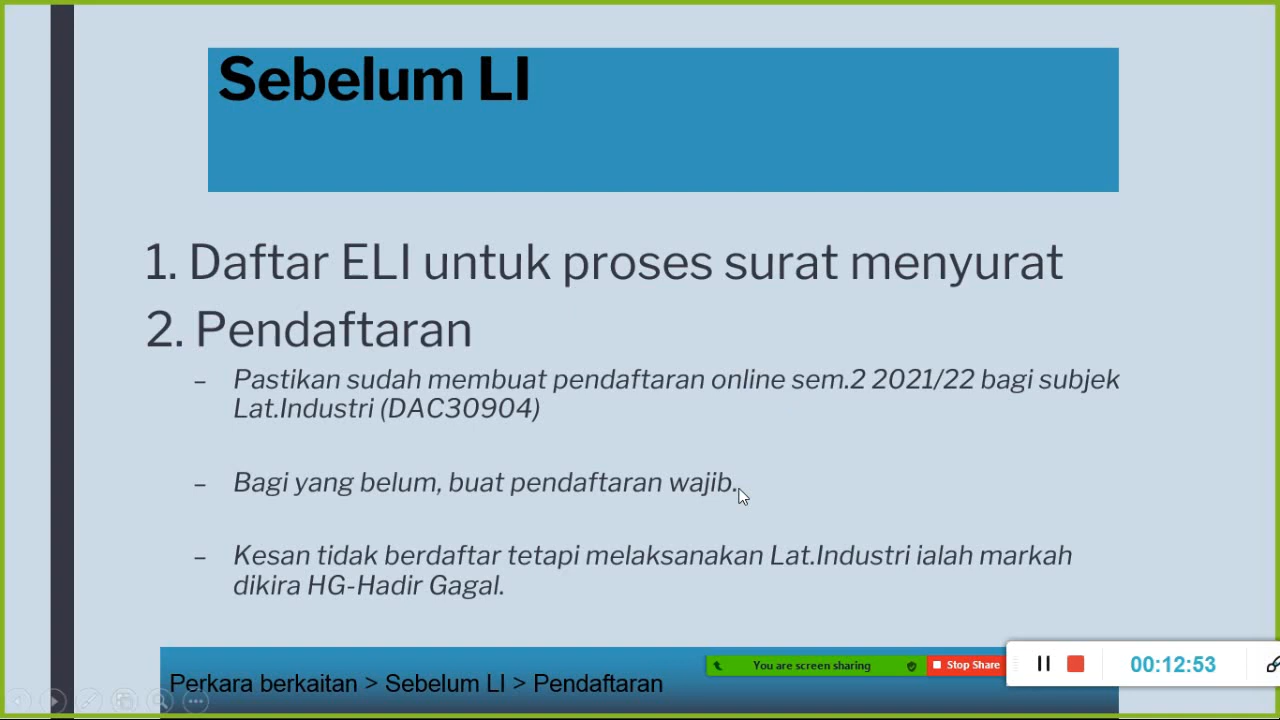 Sebelum LI
1. Daftar ELI untuk proses surat menyurat
2. Pendaftaran
– Pastikan sudah membuat pendaftaran online sem.2 2021/22 bagi subjek
Lat.Industri (DAC30904)
– Bagi yang belum, buat pendaftaran wajib.
– Kesan tidak berdaftar tetapi melaksanakan Lat.Industri ialah markah
dikira HG-Hadir Gagal.
You are screen sharing
Stop Share
00:12:53
Perkara berkaitan > Sebelum LI > Pendaftaran